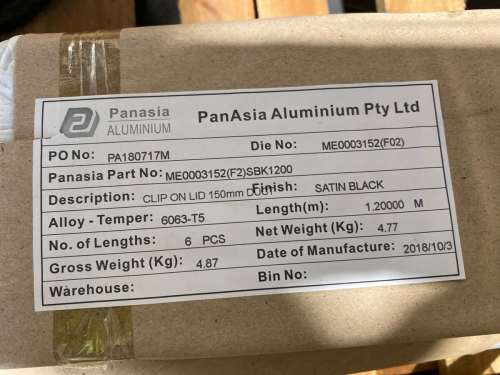 Panasia
ALUMINIUM
PanAsia Aluminium Pty Ltd
PO No: PA180717M Die No: ME0003152(F02)
Panasia Part No: ME0003152(F2)SBK1200
Description: CLIP ON LID 150mm DUCT Finish: SATIN BLACK
Alloy - Temper: 6063-T5 Length(m): 1.20000 M
No. of Lengths: 6 PCS Net Weight (Kg): 4.77
Gross Weight (Kg): 4.87 Date of Manufacture: 2018/10/3
Warehouse: Bin No: